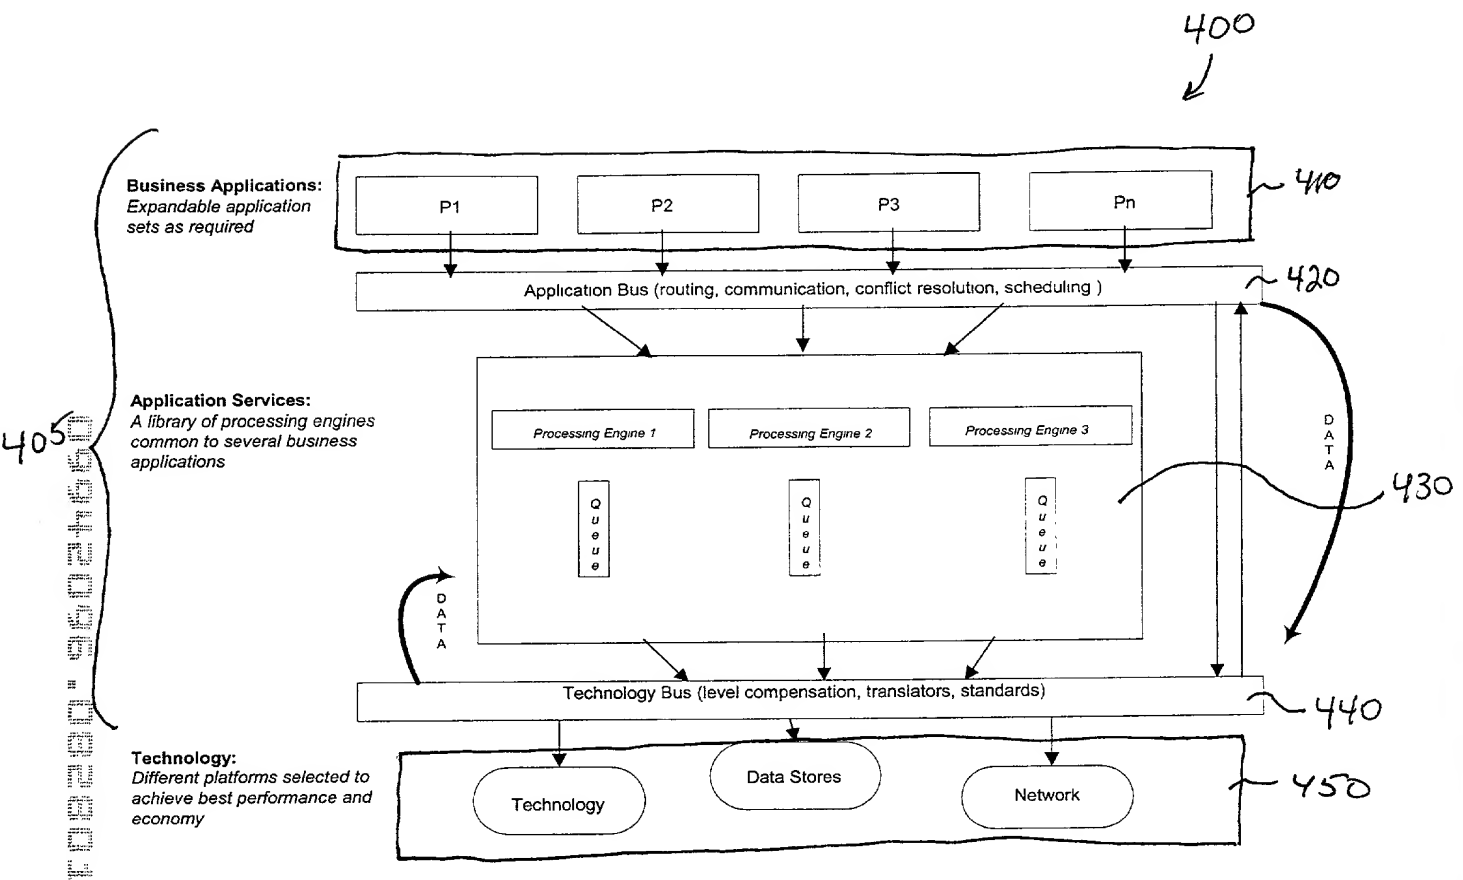 400
Business Applications:
Expandable application
sets as required
P1
P2
P3
Pn
410
Application Bus (routing, communication, conflict resolution, scheduling )
420
Application Services:
A library of processing engines
common to several business
applications
405
Processing Engine 1
Processing Engine 2
Processing Engine 3
Queue
Queue
Queue
DATA
430
DATA
Technology Bus (level compensation, translators, standards)
440
Technology:
Different platforms selected to
achieve best performance and
economy
Technology
Data Stores
Network
450
09942096.082801